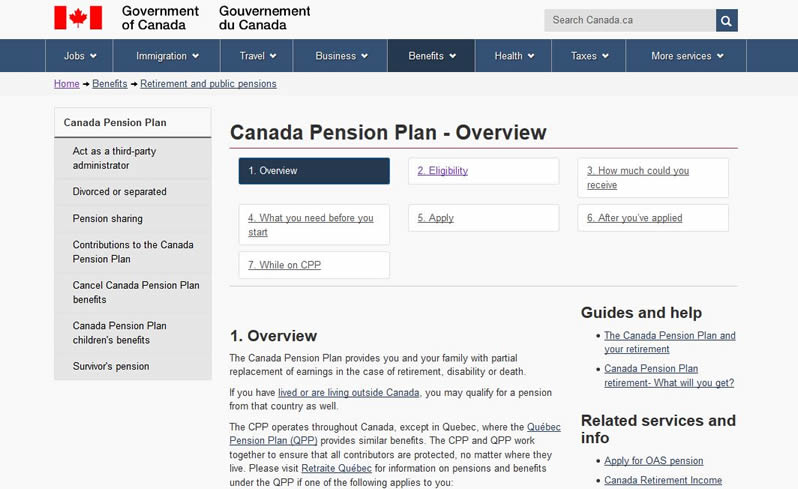 Government of Canada
Gouvernement du Canada
Search Canada.ca
Jobs
Immigration
Travel
Business
Benefits
Health
Taxes
More services
Home → Benefits → Retirement and public pensions
Canada Pension Plan
Act as a third-party
administrator
Divorced or separated
Pension sharing
Contributions to the Canada
Pension Plan
Cancel Canada Pension Plan
benefits
Canada Pension Plan
children's benefits
Survivor's pension
Canada Pension Plan - Overview
1. Overview
2. Eligibility
3. How much could you
receive
4. What you need before you
start
5. Apply
6. After you've applied
7. While on CPP
1. Overview
The Canada Pension Plan provides you and your family with partial
replacement of earnings in the case of retirement, disability or death.
If you have lived or are living outside Canada, you may qualify for a pension
from that country as well.
The CPP operates throughout Canada, except in Quebec, where the Québec
Pension Plan (QPP) provides similar benefits. The CPP and QPP work
together to ensure that all contributors are protected, no matter where they
live. Please visit Retraite Québec for information on pensions and benefits
under the QPP if one of the following applies to you:
Guides and help
• The Canada Pension Plan and
your retirement
• Canada Pension Plan
retirement- What will you get?
Related services and
info
• Apply for OAS pension
• Canada Retirement Income